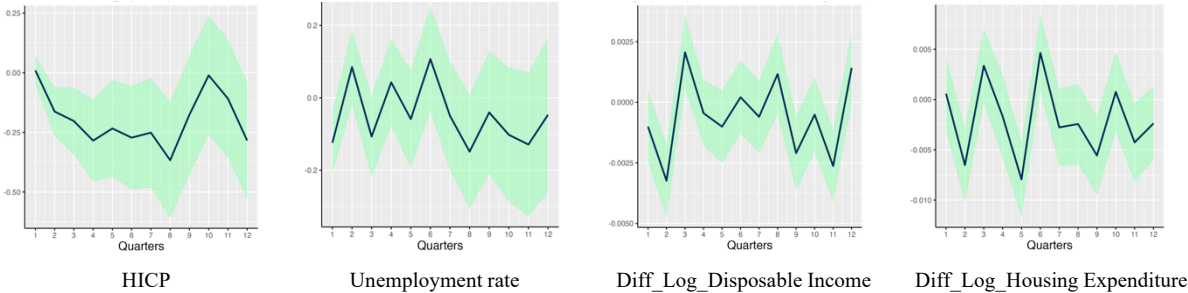 0.25
0.00
-0.25
-0.50
1 2 3 4 5 6 7 8 9 10 11 12
Quarters
HICP
0.2
0.0
-0.2
1 2 3 4 5 6 7 8 9 10 11 12
Quarters
Unemployment rate
0.0025
0.0000
-0.0025
-0.0050
1 2 3 4 5 6 7 8 9 10 11 12
Quarters
Diff_Log_Disposable Income
0.005
0.000
-0.005
-0.010
1 2 3 4 5 6 7 8 9 10 11 12
Quarters
Diff_Log_Housing Expenditure